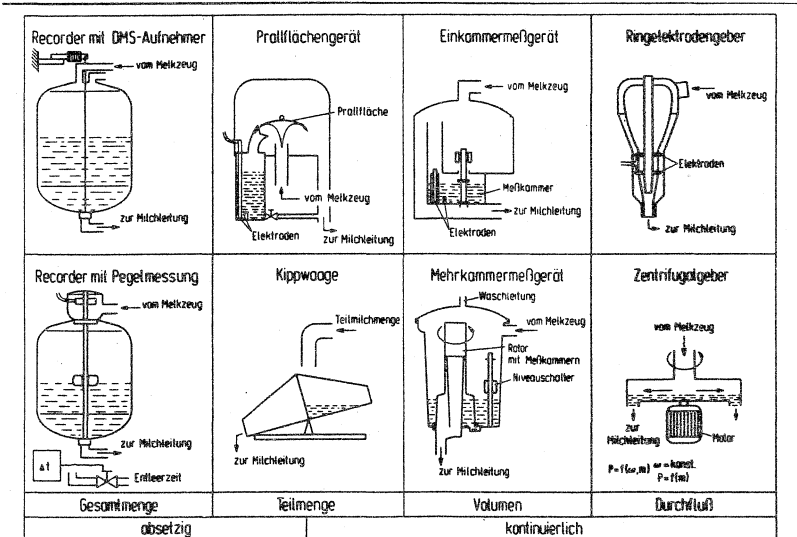 Recorder mit DMS-Aufnehmer
vom Melkzeug
zur Milchleitung
Prallflächengerät
Prallfläche
vom Melkzeug
Elektroden
zur Milchleitung
Einkammermeßgerät
vom Melkzeug
Meßkammer
zur Milchleitung
Elektroden
Ringelektrodengeber
vom Melkzeug
Elektroden
zur Milchleitung
Recorder mit Pegelmessung
vom Melkzeug
zur Milchleitung
Δt
Entleerzeit
Kippwaage
Teilmilchmenge
zur Milchleitung
Mehrkammermeßgerät
Waschleitung
vom Melkzeug
Rotor
mit Meßkammern
Niveauschalter
zur Milchleitung
Zentrifugalgeber
vom Melkzeug
zur
Milchleitung
Motor
P=f(ω,m) ω=konst.
P=f(m)
Gesamtmenge
Teilmenge
Volumen
Durchfluß
absetzig
kontinuierlich